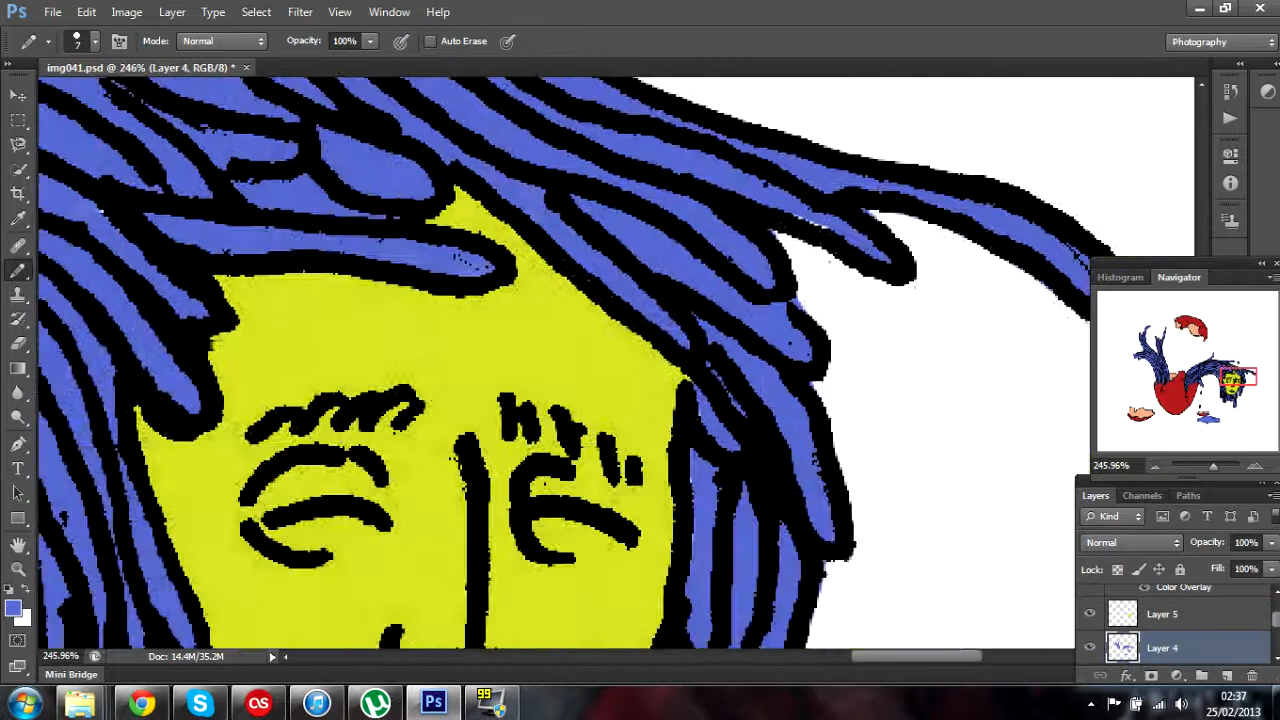 Ps File Edit Image Layer Type Select Filter View Window Help
7 Mode: Normal Opacity: 100% Auto Erase Photography
img041.psd @ 246% (Layer 4, RGB/8) * ×
Histogram Navigator
245.96%
Layers Channels Paths
Kind
Normal Opacity: 100%
Lock: Fill: 100%
Color Overlay
Layer 5
Layer 4
245.96% Doc: 14.4M/35.2M
Mini Bridge
99
Ps
02:37
25/02/2013